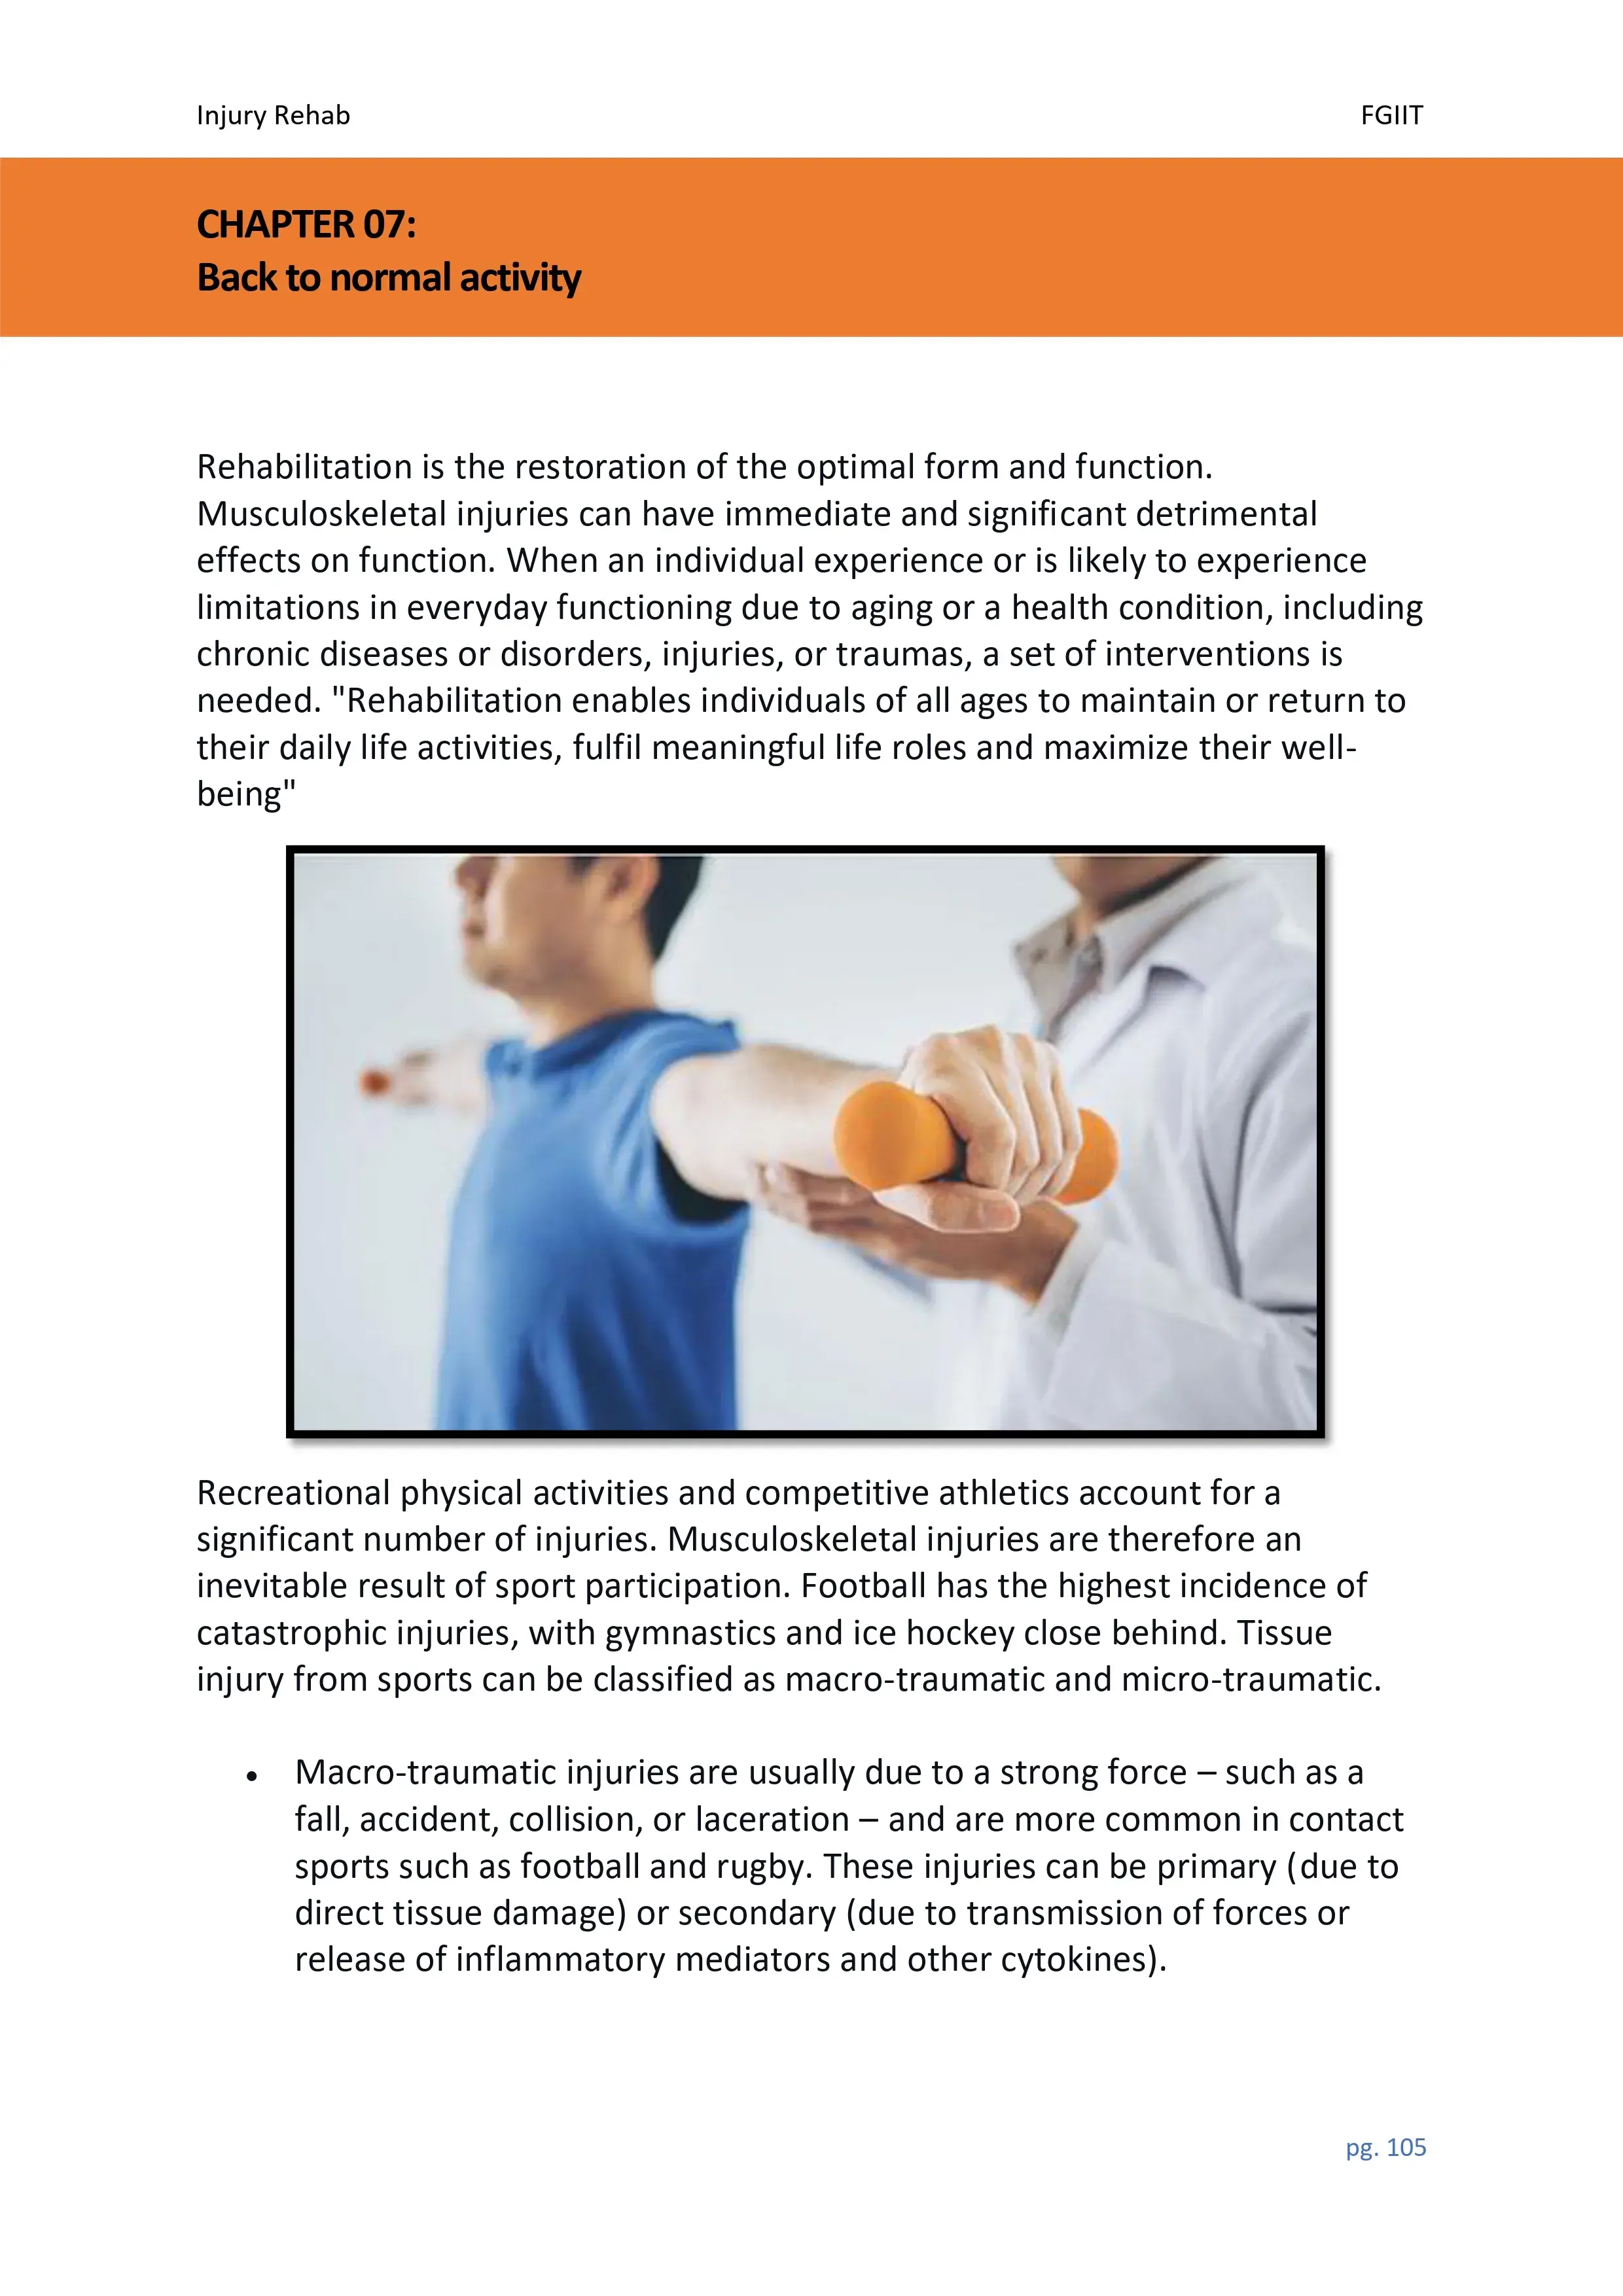 Injury Rehab FGIIT
CHAPTER 07:
Back to normal activity
Rehabilitation is the restoration of the optimal form and function.
Musculoskeletal injuries can have immediate and significant detrimental
effects on function. When an individual experience or is likely to experience
limitations in everyday functioning due to aging or a health condition, including
chronic diseases or disorders, injuries, or traumas, a set of interventions is
needed. "Rehabilitation enables individuals of all ages to maintain or return to
their daily life activities, fulfil meaningful life roles and maximize their well-
being"
Recreational physical activities and competitive athletics account for a
significant number of injuries. Musculoskeletal injuries are therefore an
inevitable result of sport participation. Football has the highest incidence of
catastrophic injuries, with gymnastics and ice hockey close behind. Tissue
injury from sports can be classified as macro-traumatic and micro-traumatic.
• Macro-traumatic injuries are usually due to a strong force – such as a
fall, accident, collision, or laceration – and are more common in contact
sports such as football and rugby. These injuries can be primary (due to
direct tissue damage) or secondary (due to transmission of forces or
release of inflammatory mediators and other cytokines).
pg. 105